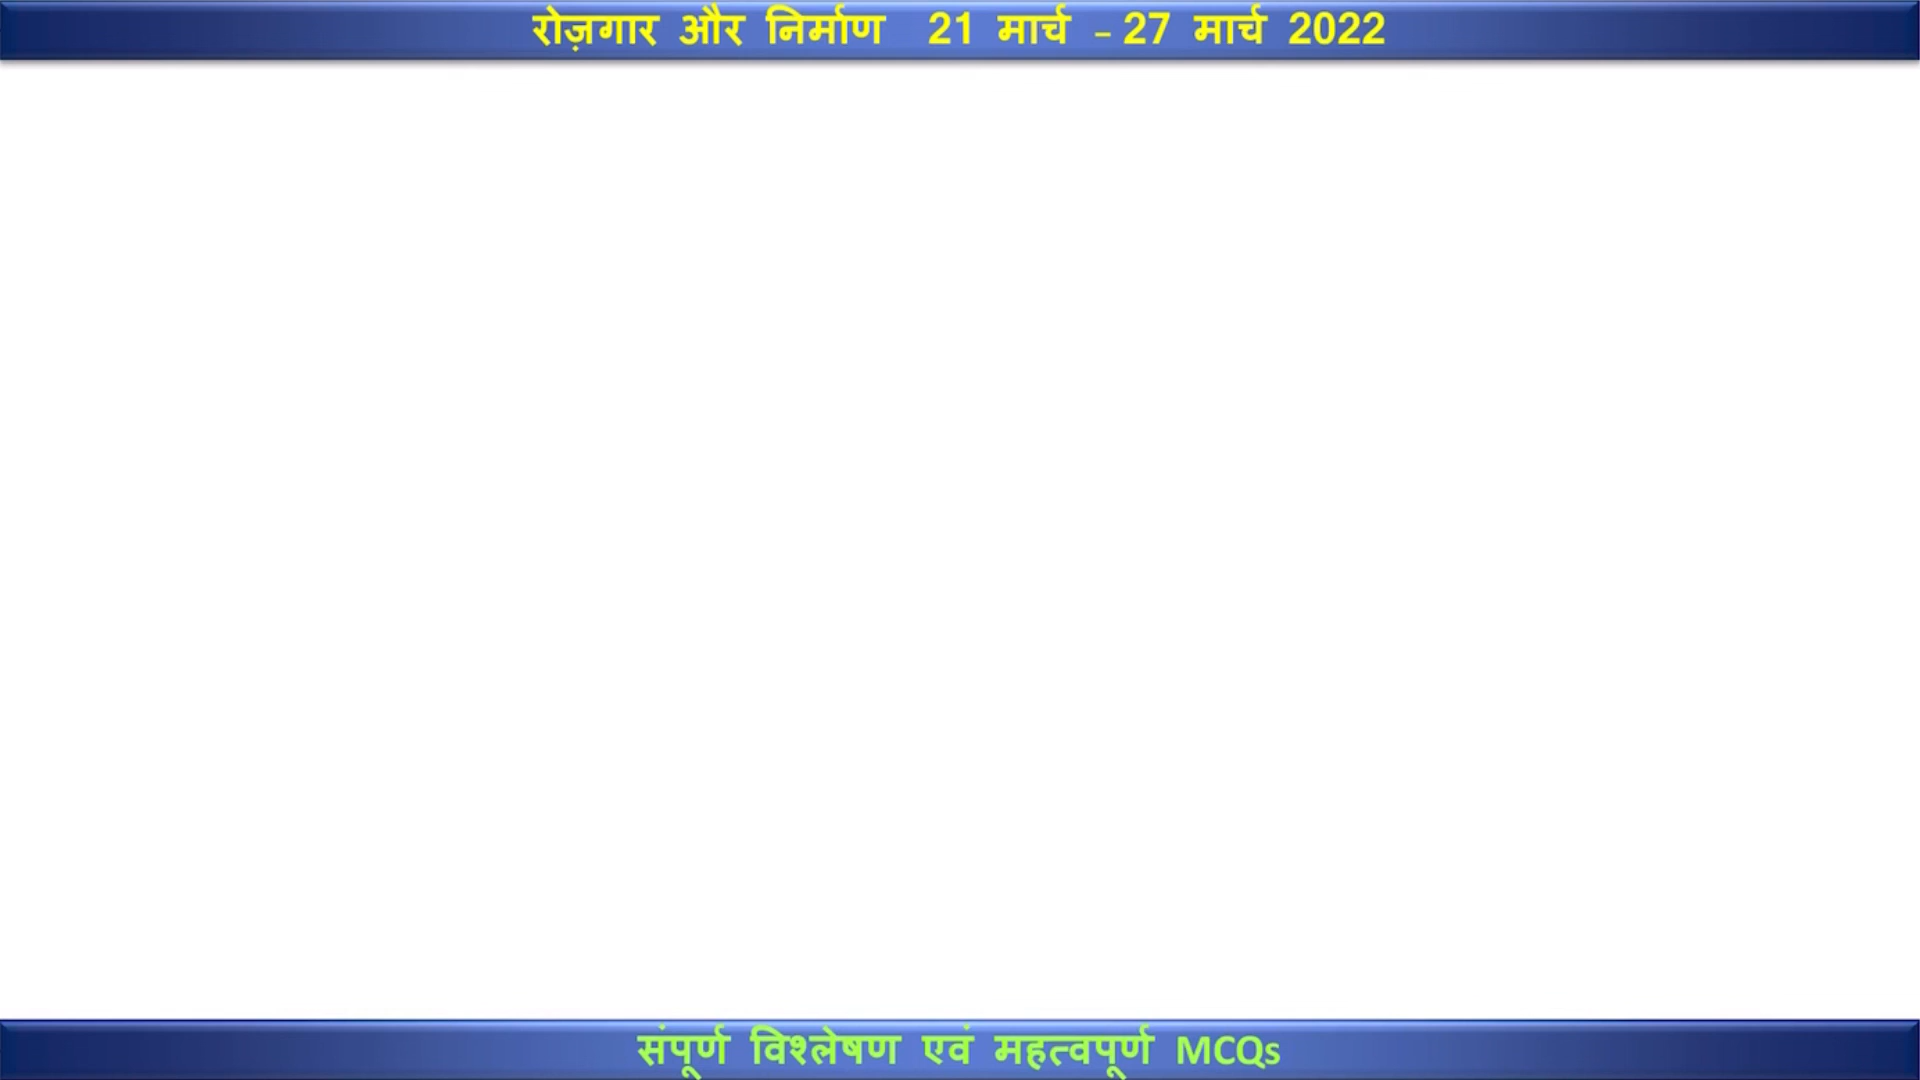 रोज़गार और निर्माण 21 मार्च – 27 मार्च 2022
संपूर्ण विश्लेषण एवं महत्वपूर्ण MCQs